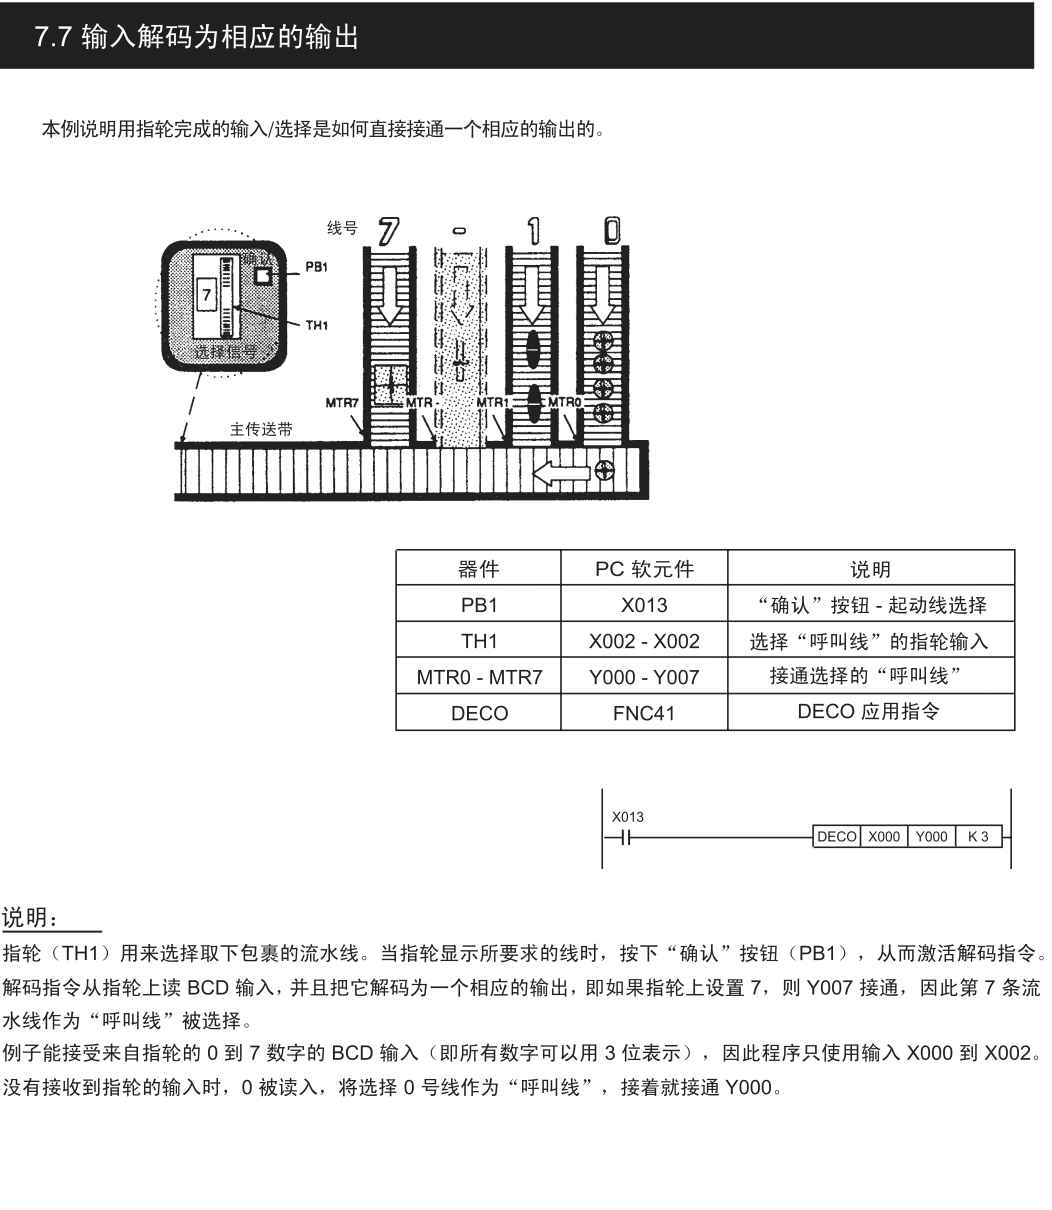 7.7 输入解码为相应的输出
本例说明用指轮完成的输入/选择是如何直接接通一个相应的输出的。
线号 7 - 1 0
确认
PB1
7
TH1
选择信号
MTR7 MTR - MTR1 MTR0
主传送带
器件 PC 软元件 说明
PB1 X013 “确认”按钮 - 起动线选择
TH1 X002 - X002 选择“呼叫线”的指轮输入
MTR0 - MTR7 Y000 - Y007 接通选择的“呼叫线”
DECO FNC41 DECO 应用指令
X013
DECO X000 Y000 K 3
说明:
指轮（TH1）用来选择取下包裹的流水线。当指轮显示所要求的线时，按下“确认”按钮（PB1），从而激活解码指令。
解码指令从指轮上读 BCD 输入，并且把它解码为一个相应的输出，即如果指轮上设置 7，则 Y007 接通，因此第 7 条流
水线作为“呼叫线”被选择。
例子能接受来自指轮的 0 到 7 数字的 BCD 输入（即所有数字可以用 3 位表示），因此程序只使用输入 X000 到 X002。
没有接收到指轮的输入时，0 被读入，将选择 0 号线作为“呼叫线”，接着就接通 Y000。